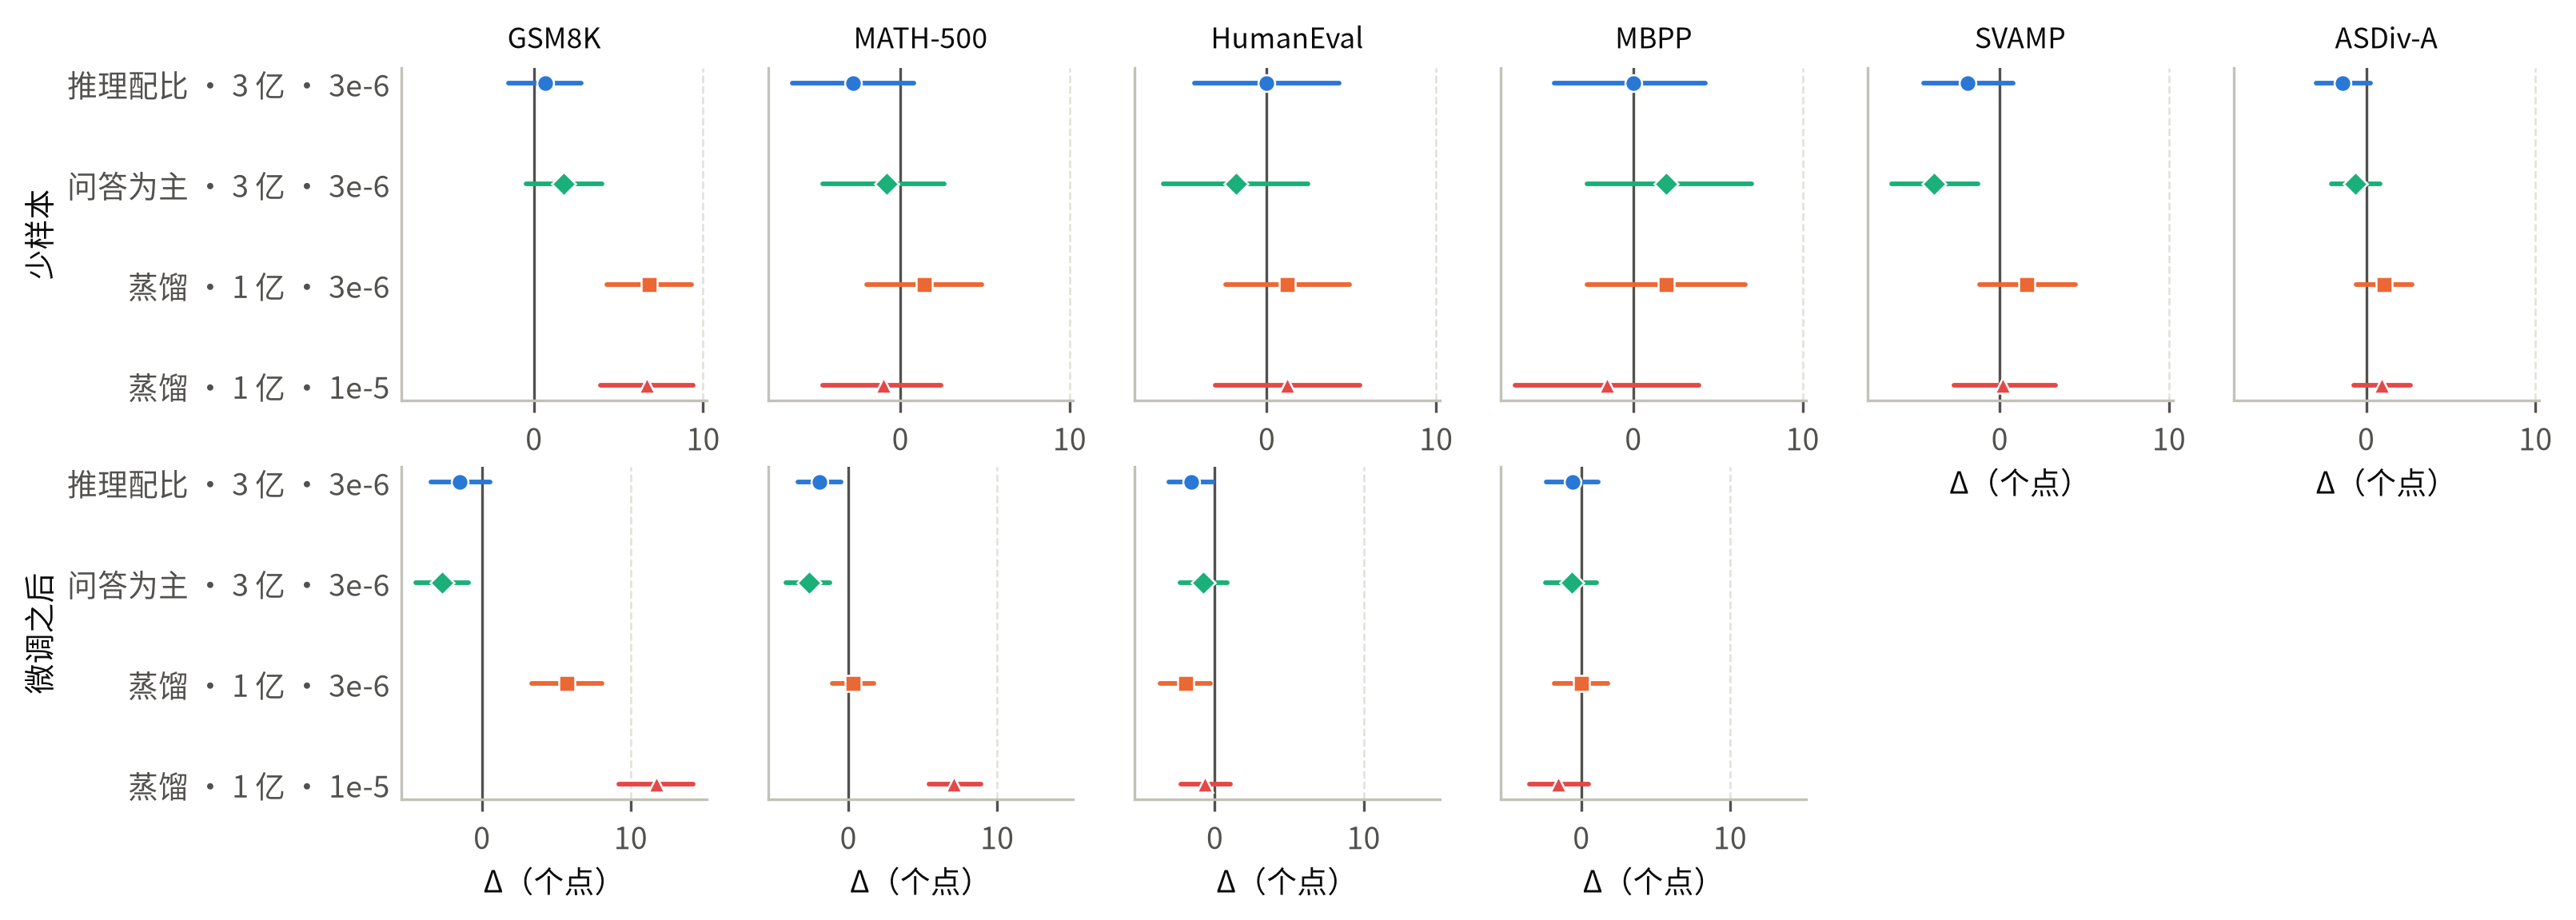 GSM8K MATH-500 HumanEval MBPP SVAMP ASDiv-A
少样本
推理配比 · 3 亿 · 3e-6
问答为主 · 3 亿 · 3e-6
蒸馏 · 1 亿 · 3e-6
蒸馏 · 1 亿 · 1e-5
0 10 0 10 0 10 0 10 0 10 0 10
Δ（个点） Δ（个点）
微调之后
推理配比 · 3 亿 · 3e-6
问答为主 · 3 亿 · 3e-6
蒸馏 · 1 亿 · 3e-6
蒸馏 · 1 亿 · 1e-5
0 10 0 10 0 10 0 10
Δ（个点） Δ（个点） Δ（个点） Δ（个点）